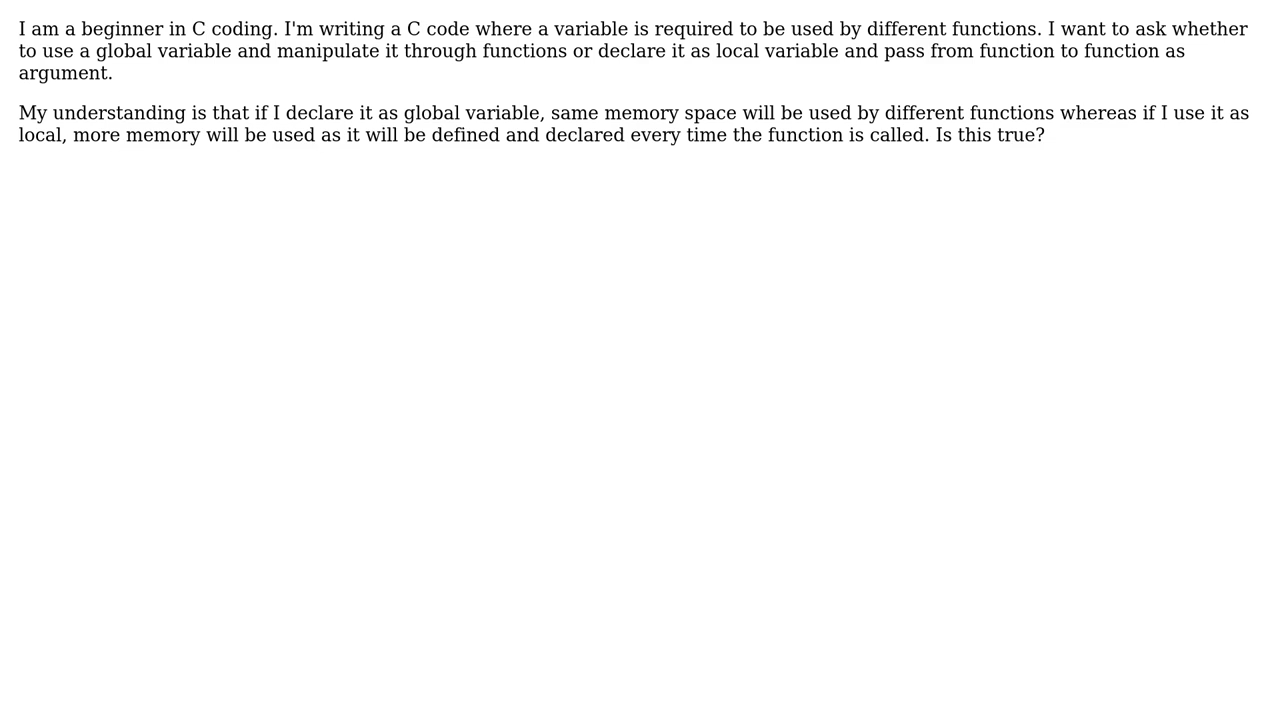 I am a beginner in C coding. I'm writing a C code where a variable is required to be used by different functions. I want to ask whether
to use a global variable and manipulate it through functions or declare it as local variable and pass from function to function as
argument.
My understanding is that if I declare it as global variable, same memory space will be used by different functions whereas if I use it as
local, more memory will be used as it will be defined and declared every time the function is called. Is this true?